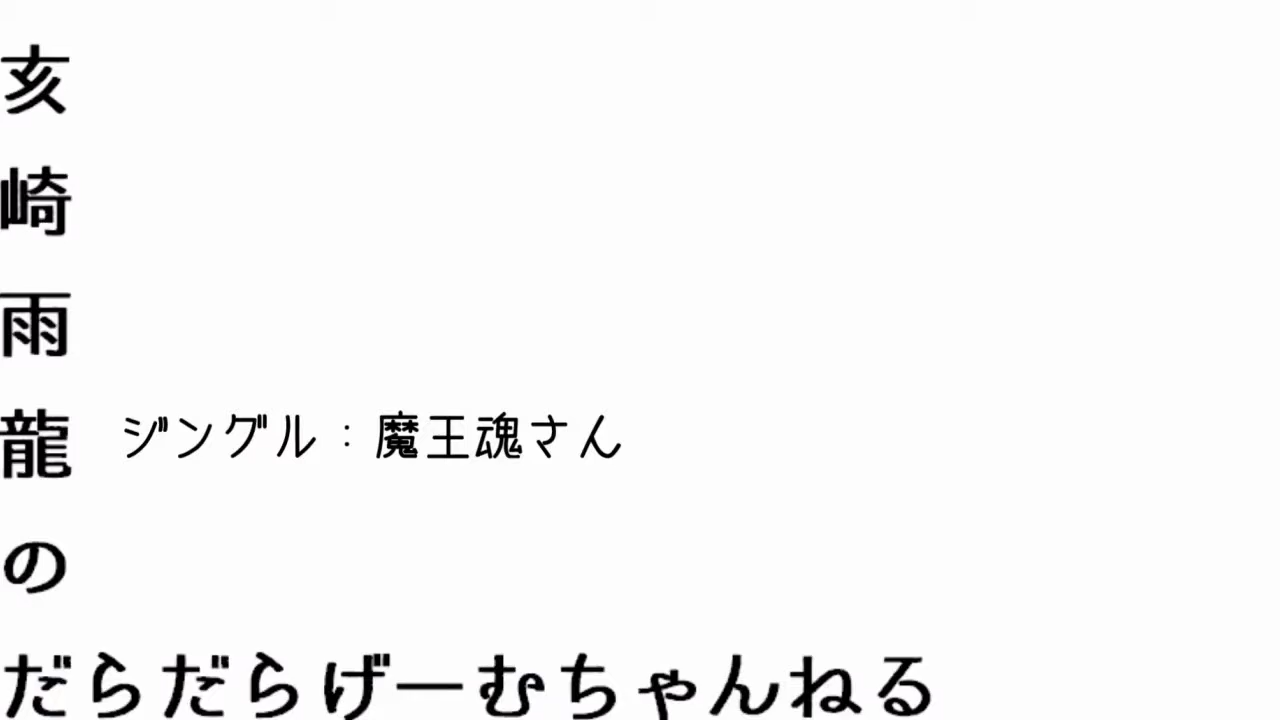 亥崎雨龍の
ジングル：魔王魂さん
だらだらげーむちゃんねる